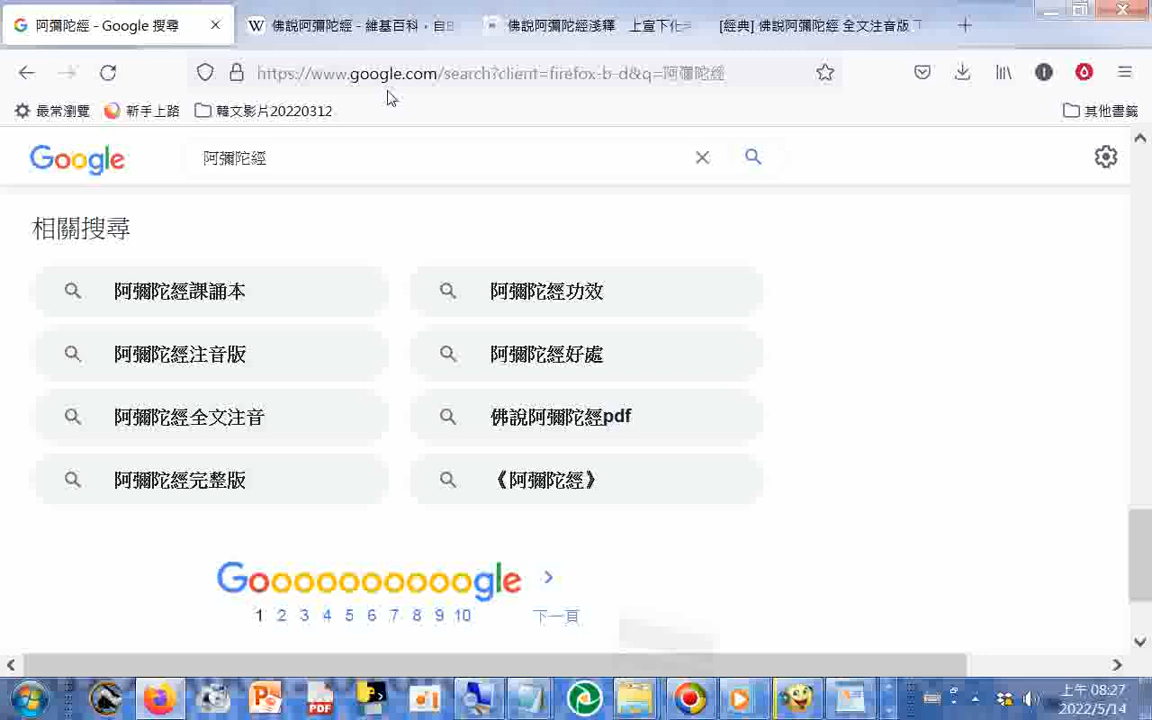 阿彌陀經 - Google 搜尋
佛說阿彌陀經 - 維基百科，自由
佛說阿彌陀經淺釋 上宣下化
[經典] 佛說阿彌陀經 全文注音版
https://www.google.com/search?client=firefox-b-d&q=阿彌陀經
最常瀏覽
新手上路
韓文影片20220312
其他書籤
Google
阿彌陀經
相關搜尋
阿彌陀經課誦本
阿彌陀經功效
阿彌陀經注音版
阿彌陀經好處
阿彌陀經全文注音
佛說阿彌陀經pdf
阿彌陀經完整版
《阿彌陀經》
Goooooooooogle
1 2 3 4 5 6 7 8 9 10 下一頁
上午 08:27
2022/5/14